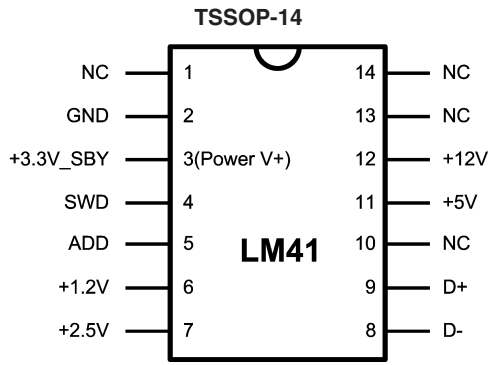 TSSOP-14
NC 1 14 NC
GND 2 13 NC
+3.3V_SBY 3(Power V+) 12 +12V
SWD 4 11 +5V
ADD 5 10 NC
LM41
+1.2V 6 9 D+
+2.5V 7 8 D-